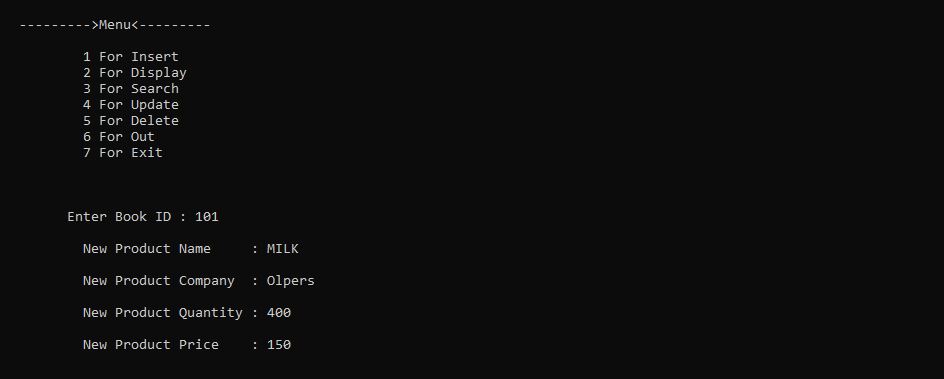 --------->Menu<---------
1 For Insert
2 For Display
3 For Search
4 For Update
5 For Delete
6 For Out
7 For Exit
Enter Book ID : 101
New Product Name     : MILK
New Product Company  : Olpers
New Product Quantity : 400
New Product Price    : 150